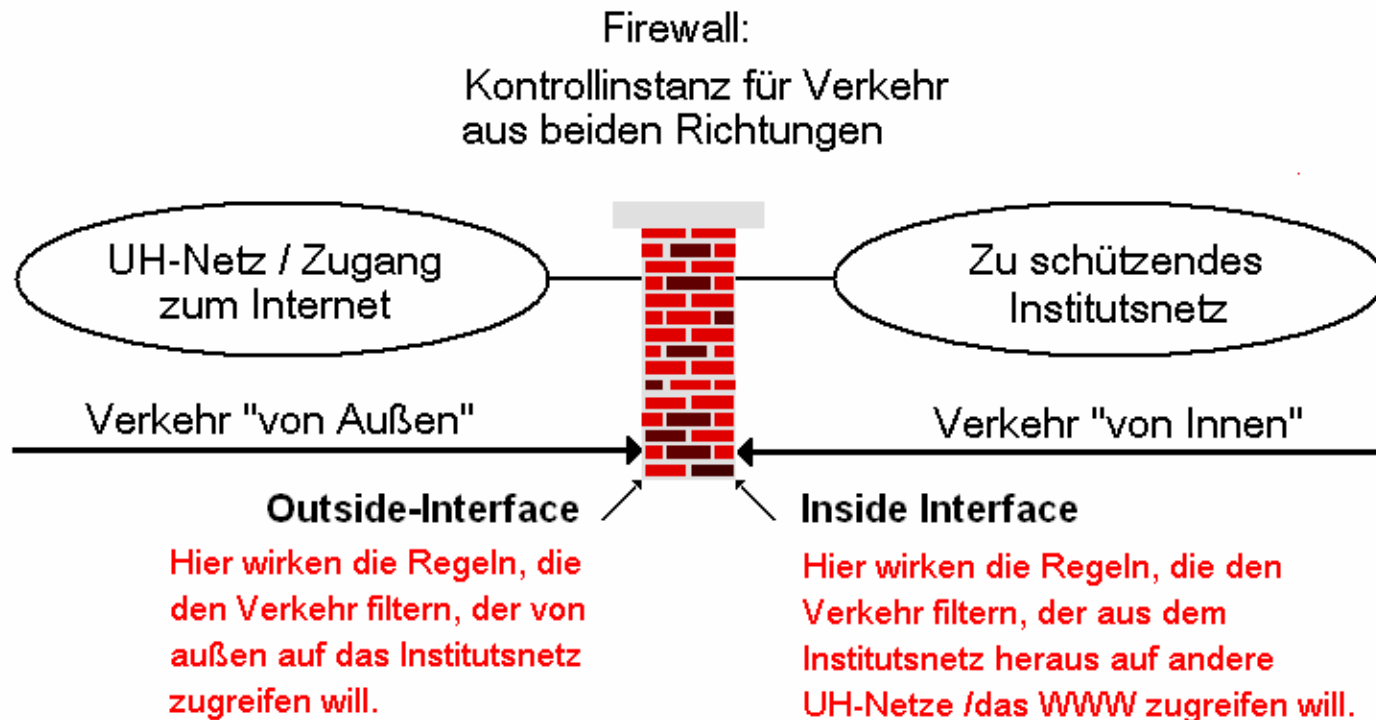 Firewall:
Kontrollinstanz für Verkehr
aus beiden Richtungen
UH-Netz / Zugang
zum Internet
Zu schützendes
Institutsnetz
Verkehr "von Außen"
Verkehr "von Innen"
Outside-Interface
Inside Interface
Hier wirken die Regeln, die
den Verkehr filtern, der von
außen auf das Institutsnetz
zugreifen will.
Hier wirken die Regeln, die den
Verkehr filtern, der aus dem
Institutsnetz heraus auf andere
UH-Netze /das WWW zugreifen will.